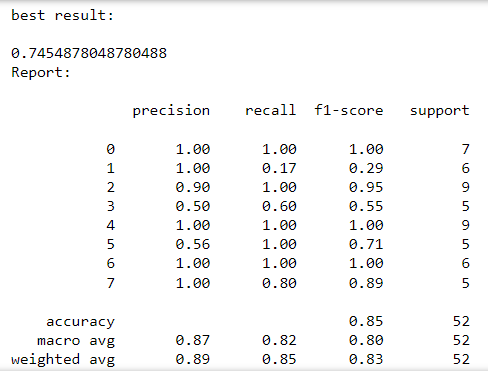 best result:
0.7454878048780488
Report:
precision recall f1-score support
0 1.00 1.00 1.00 7
1 1.00 0.17 0.29 6
2 0.90 1.00 0.95 9
3 0.50 0.60 0.55 5
4 1.00 1.00 1.00 9
5 0.56 1.00 0.71 5
6 1.00 1.00 1.00 6
7 1.00 0.80 0.89 5
accuracy 0.85 52
macro avg 0.87 0.82 0.80 52
weighted avg 0.89 0.85 0.83 52